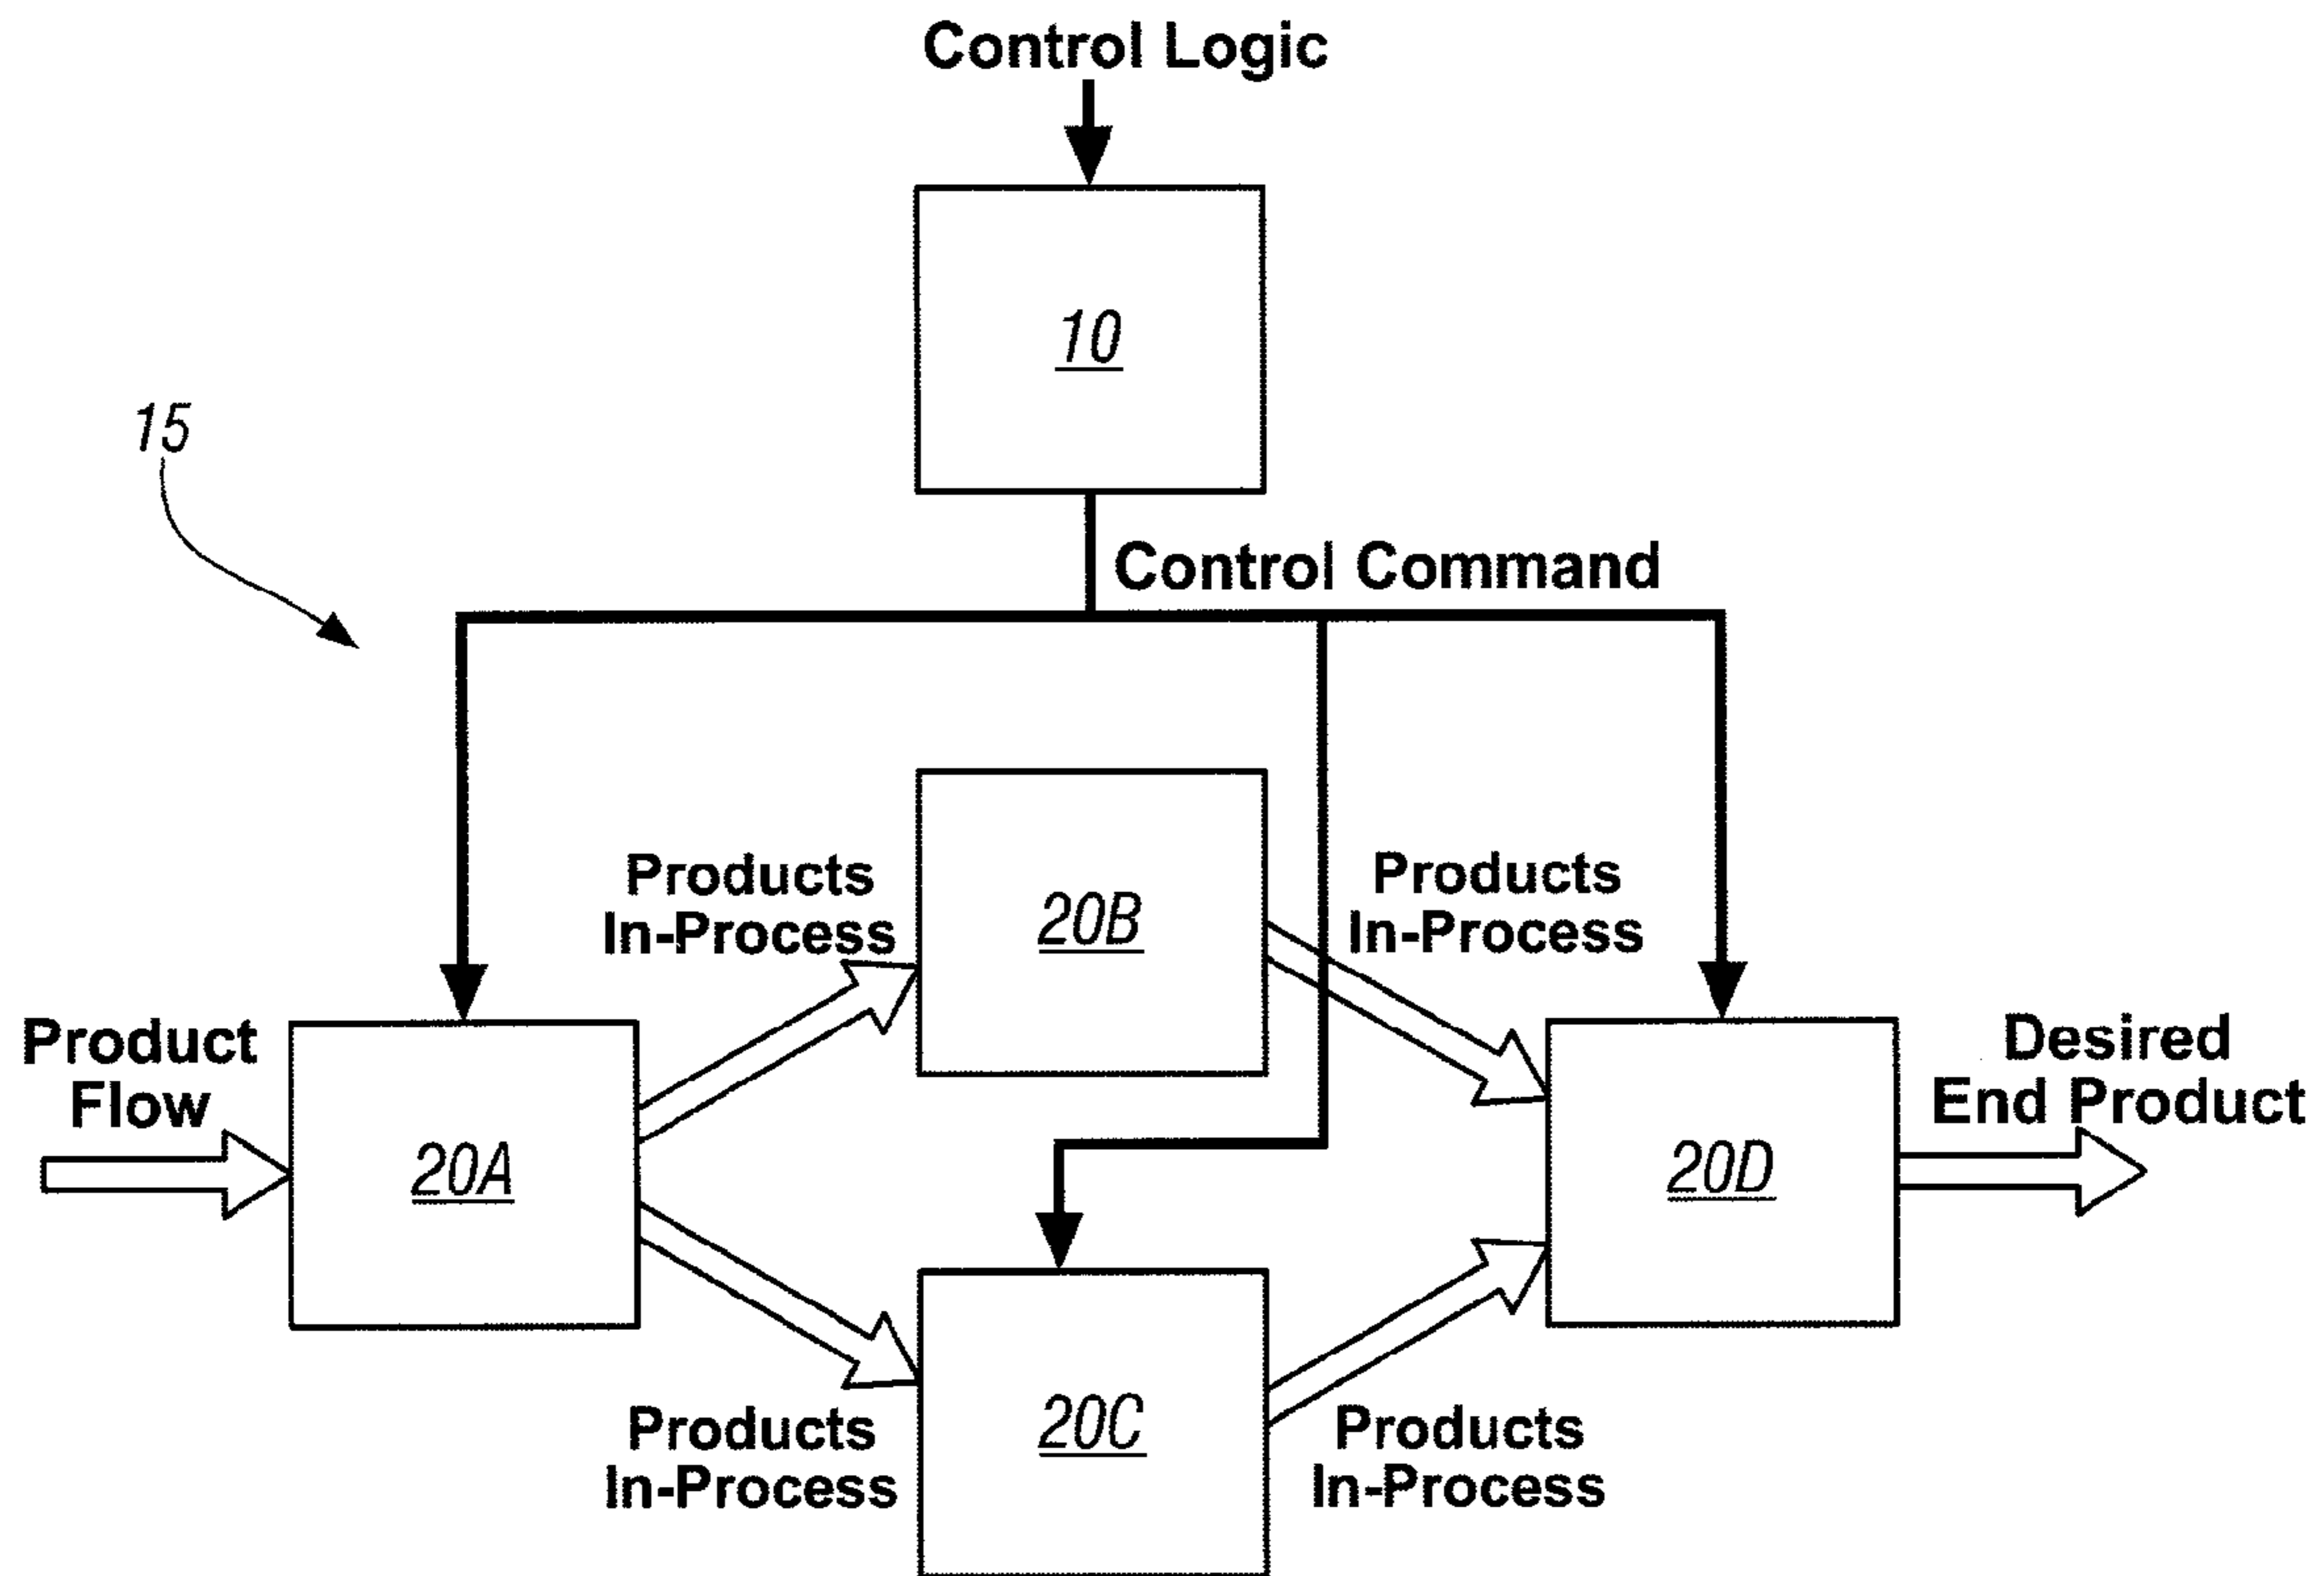 Control Logic
10
15
Control Command
Products
In-Process
20B
Products
In-Process
Product
Flow
20A
20D
Desired
End Product
20C
Products
In-Process
Products
In-Process